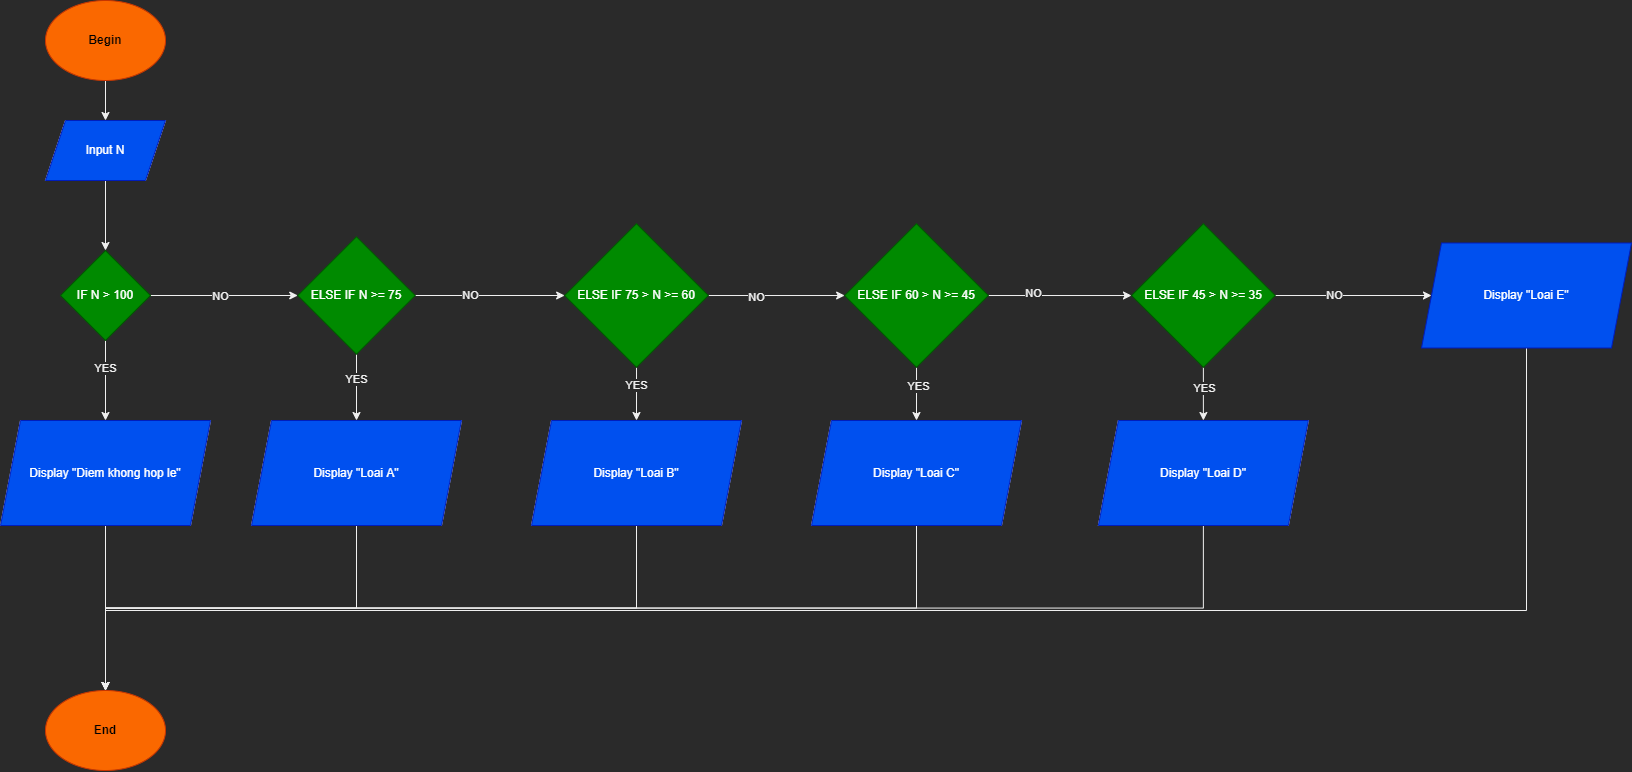 Begin
Input N
IF N > 100
NO
ELSE IF N >= 75
NO
ELSE IF 75 > N >= 60
NO
ELSE IF 60 > N >= 45
NO
ELSE IF 45 > N >= 35
NO
Display "Loai E"
YES
YES
YES
YES
YES
Display "Diem khong hop le"
Display "Loai A"
Display "Loai B"
Display "Loai C"
Display "Loai D"
End